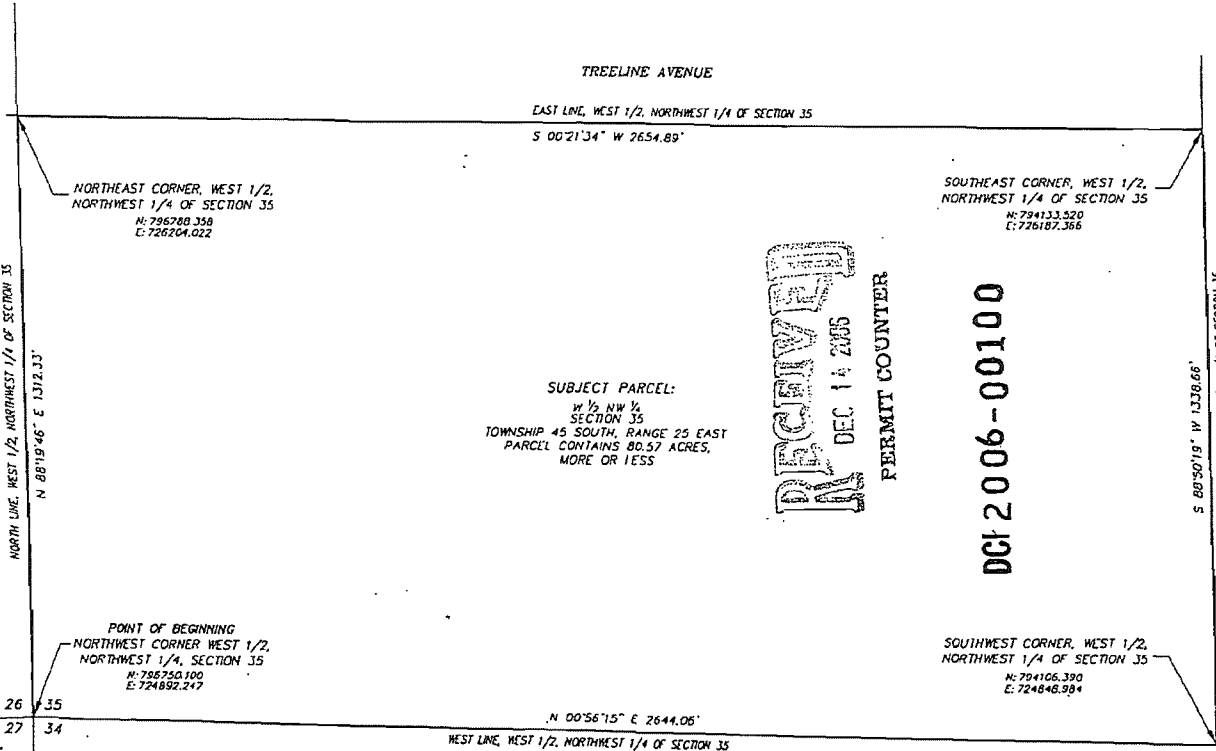 TREELINE AVENUE
EAST LINE, WEST 1/2, NORTHWEST 1/4 OF SECTION 35
S 00°21'34" W 2654.89'
NORTHEAST CORNER, WEST 1/2,
NORTHWEST 1/4 OF SECTION 35
N: 796788.358
E: 726204.022
SOUTHEAST CORNER, WEST 1/2,
NORTHWEST 1/4 OF SECTION 35
N: 794133.520
E: 726187.366
NORTH LINE, WEST 1/2, NORTHWEST 1/4 OF SECTION 35
N 88°19'46" E 1312.33'
SUBJECT PARCEL:
W ½ NW ¼
SECTION 35
TOWNSHIP 45 SOUTH, RANGE 25 EAST
PARCEL CONTAINS 80.57 ACRES,
MORE OR LESS
RECEIVED
DEC 14 2006
PERMIT COUNTER
DCI 2006-00100
S 88°50'19" W 1338.66'
POINT OF BEGINNING
NORTHWEST CORNER WEST 1/2,
NORTHWEST 1/4, SECTION 35
N: 796750.100
E: 724892.247
SOUTHWEST CORNER, WEST 1/2,
NORTHWEST 1/4 OF SECTION 35
N: 794106.390
E: 724848.984
26 35
27 34
N 00°56'15" E 2644.06'
WEST LINE, WEST 1/2, NORTHWEST 1/4 OF SECTION 35